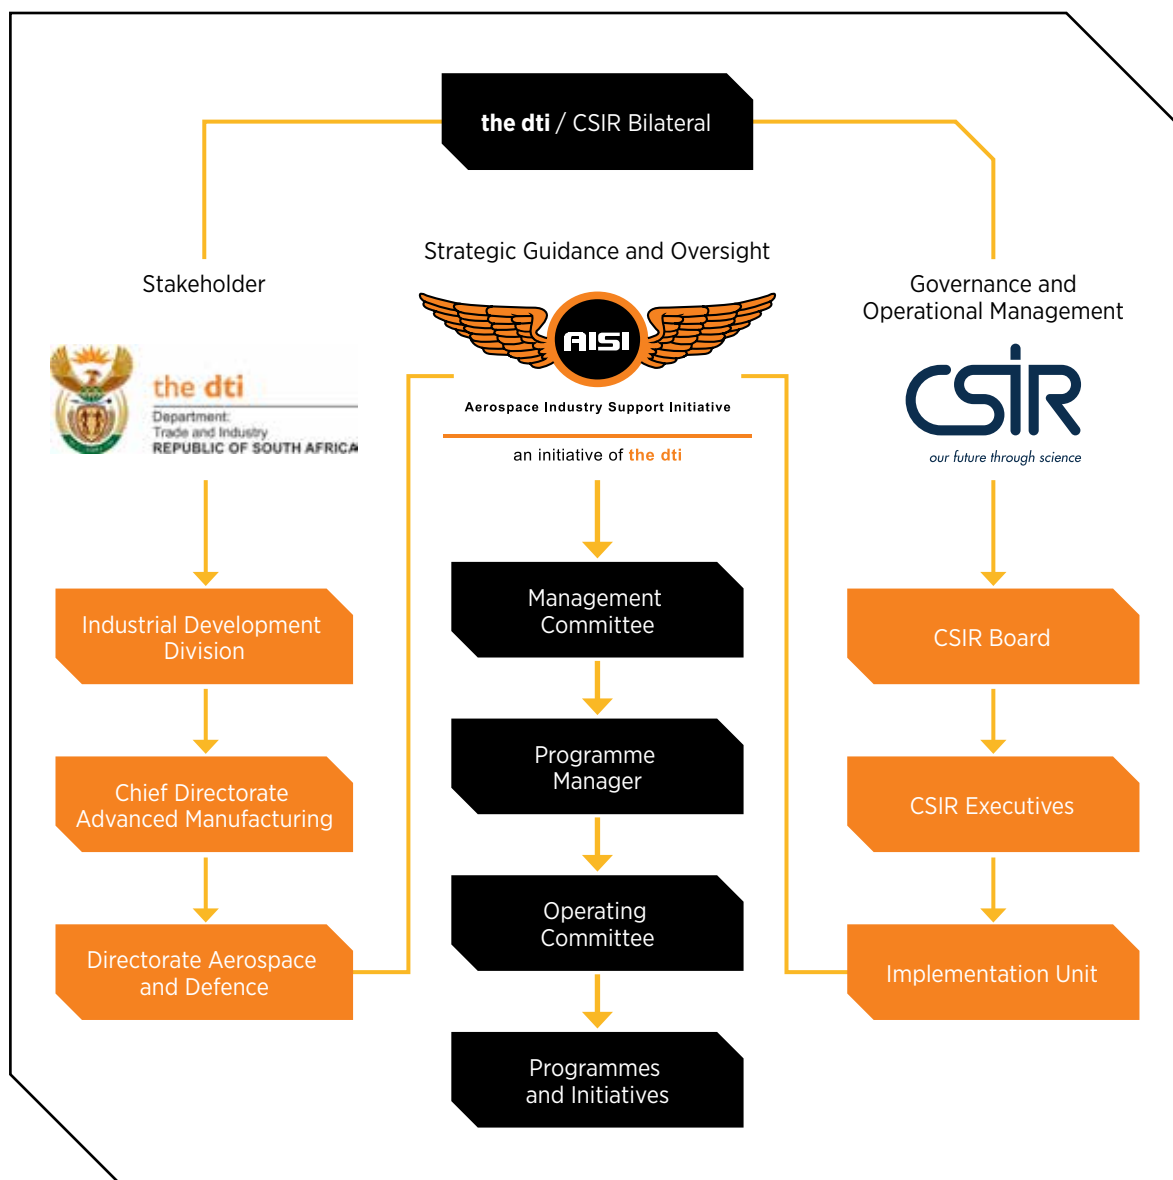 the dti / CSIR Bilateral
Strategic Guidance and Oversight
Stakeholder
Governance and
Operational Management
AISI
the dti
Department:
Trade and Industry
REPUBLIC OF SOUTH AFRICA
Aerospace Industry Support Initiative
an initiative of the dti
CSIR
our future through science
Management
Committee
Industrial Development
Division
CSIR Board
Programme
Manager
Chief Directorate
Advanced Manufacturing
CSIR Executives
Operating
Committee
Directorate Aerospace
and Defence
Implementation Unit
Programmes
and Initiatives